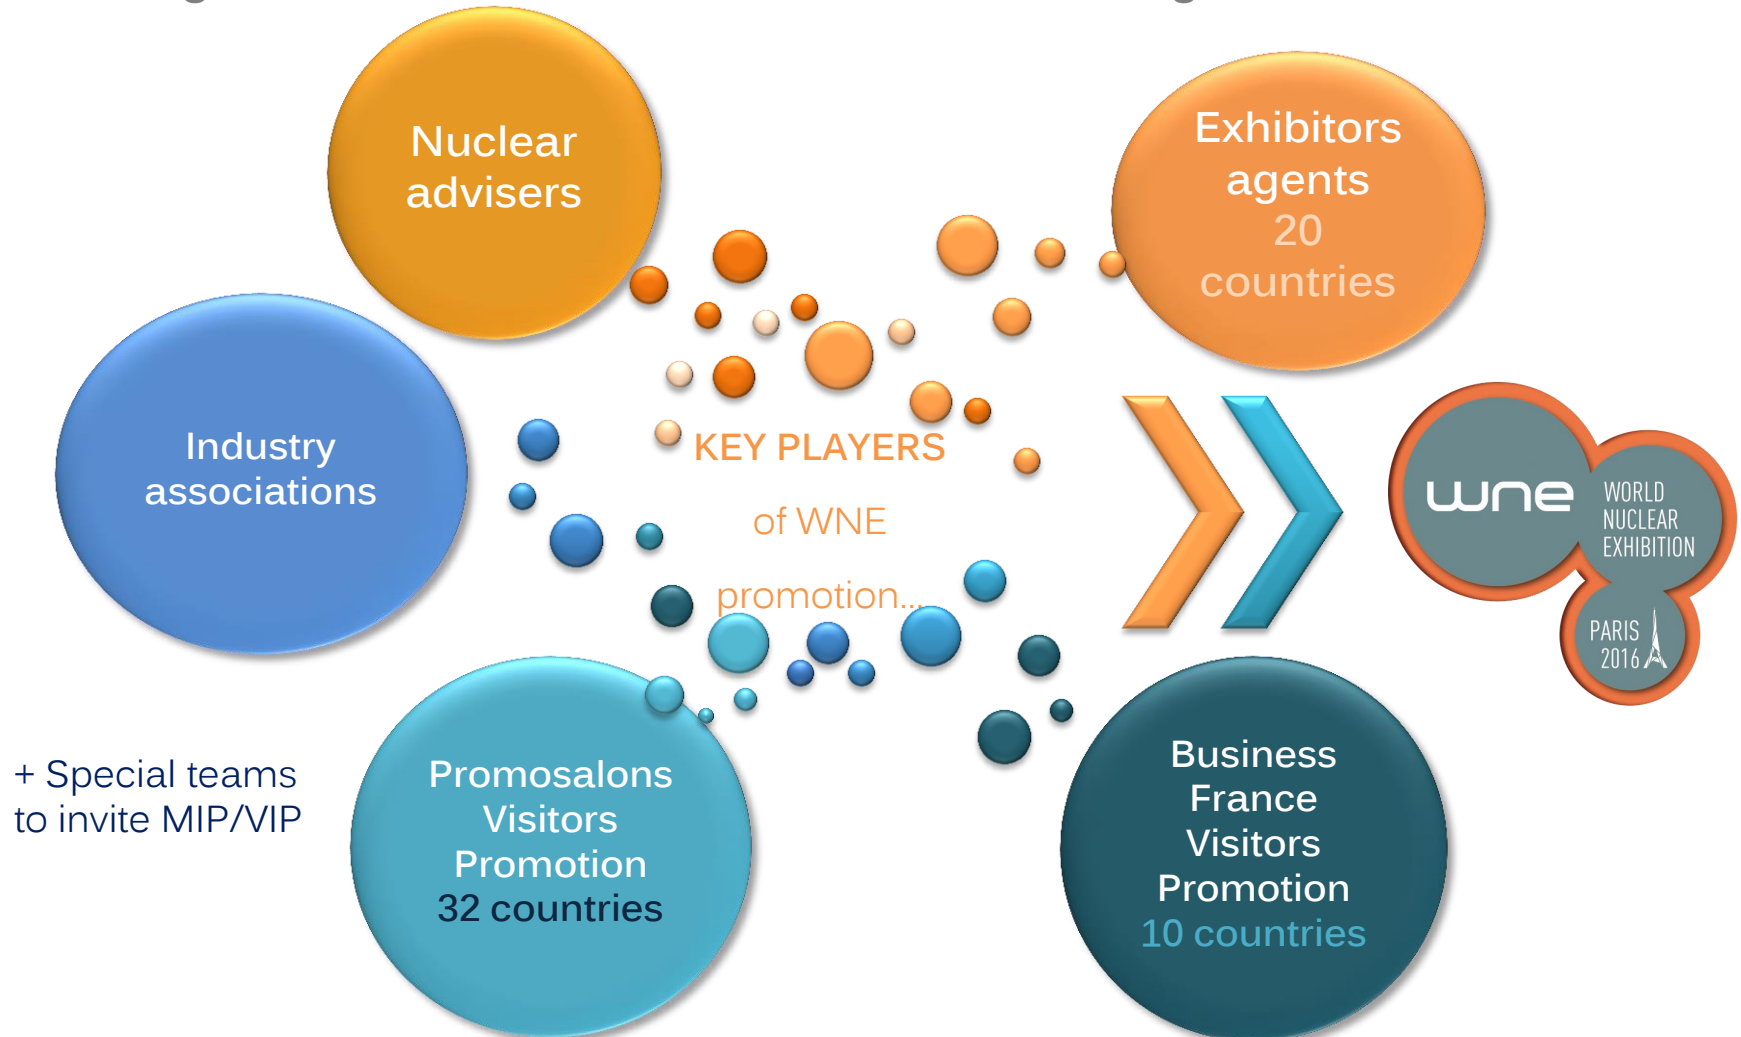 Nuclear
advisers
Exhibitors
agents
20
countries
Industry
associations
KEY PLAYERS
of WNE
promotion...
wne
WORLD
NUCLEAR
EXHIBITION
PARIS
2016
+ Special teams
to invite MIP/VIP
Promosalons
Visitors
Promotion
32 countries
Business
France
Visitors
Promotion
10 countries